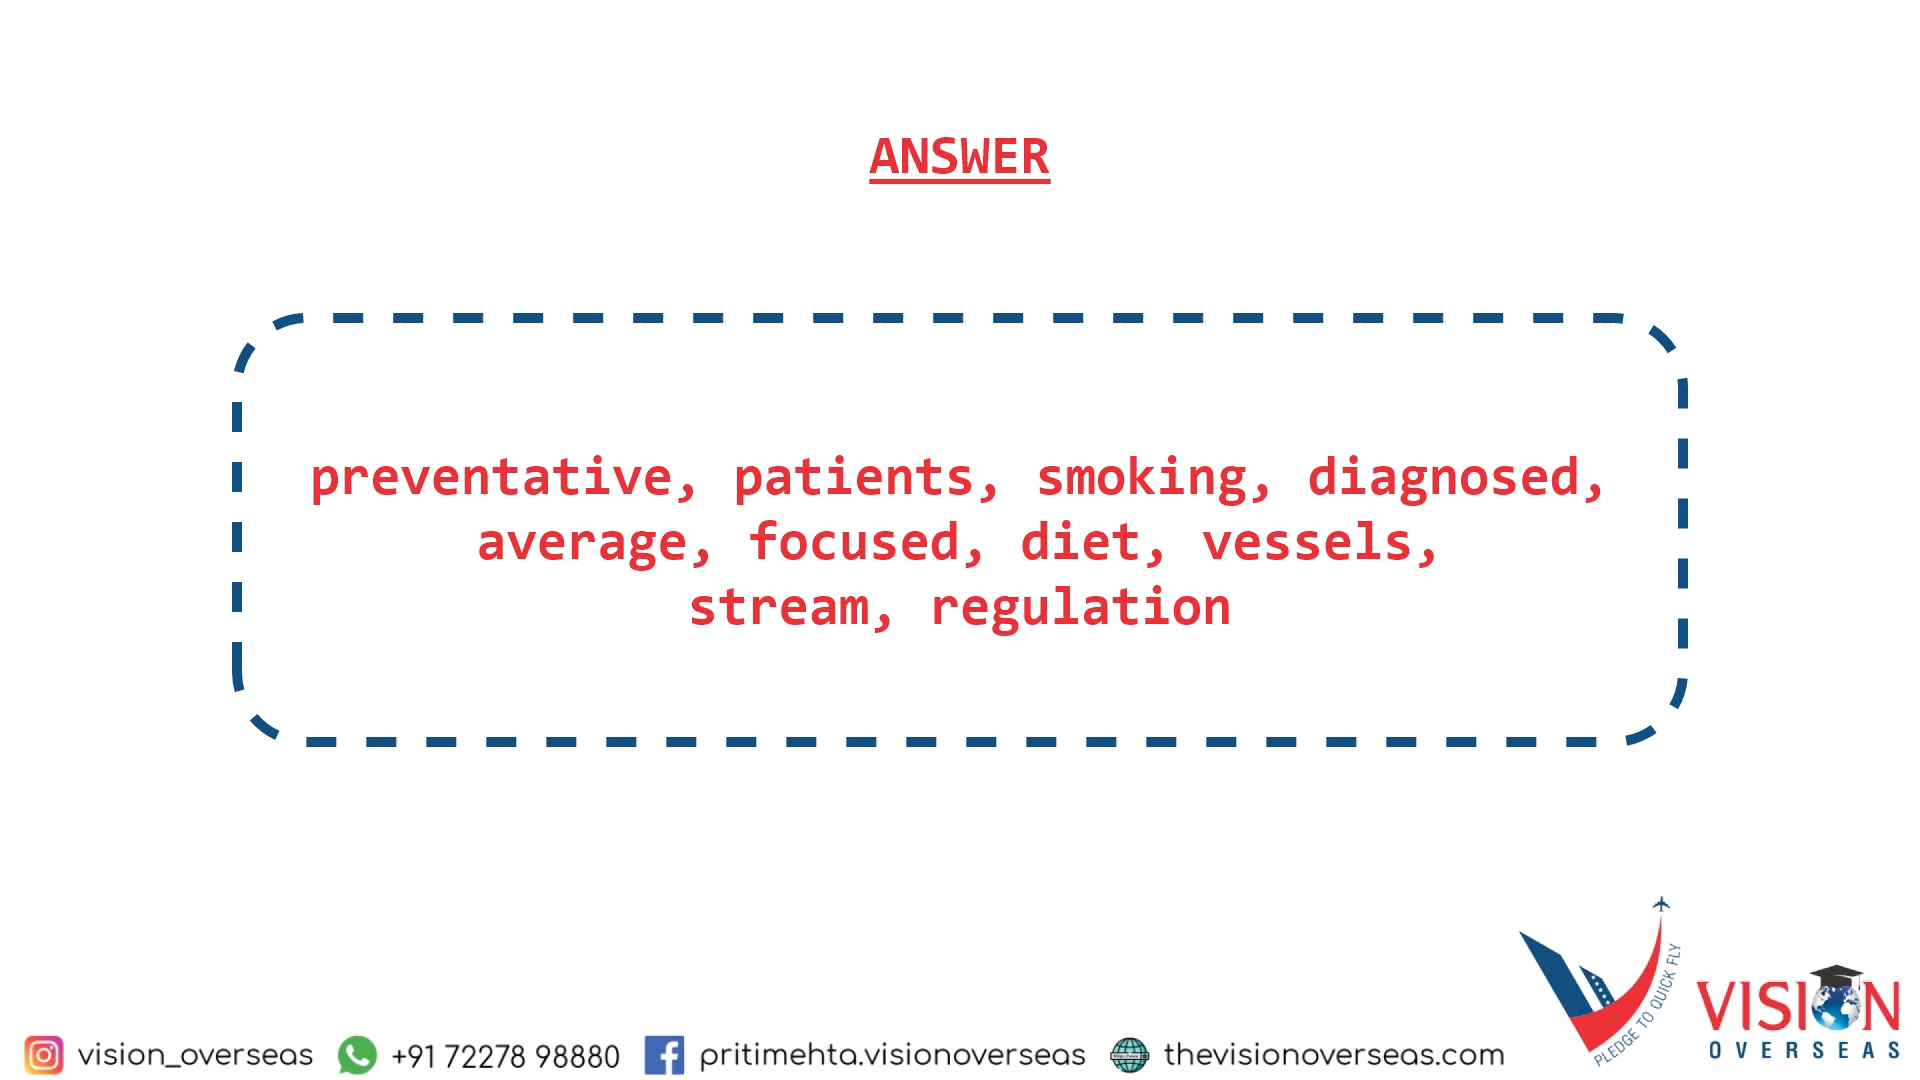 ANSWER
preventative, patients, smoking, diagnosed,
average, focused, diet, vessels,
stream, regulation
PLEDGE TO QUICK FLY
VISION
OVERSEAS
vision_overseas
+91 72278 98880
pritimehta.visionoverseas
thevisionoverseas.com